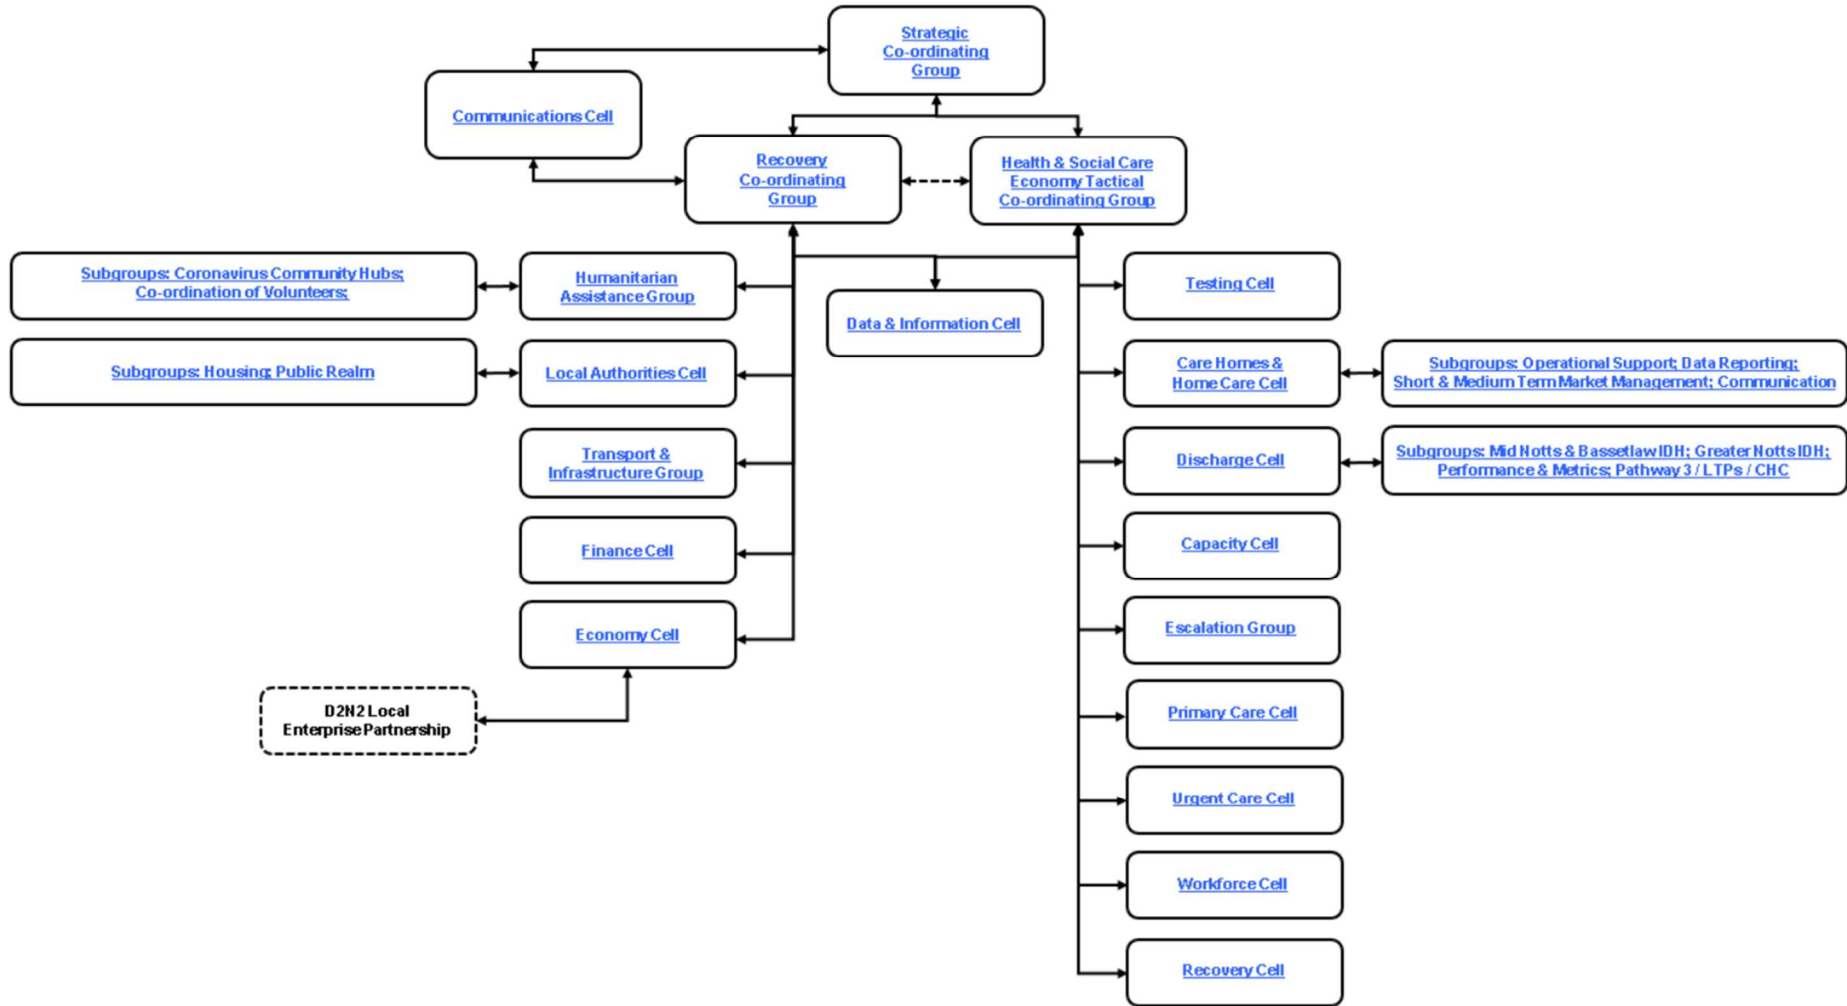 Strategic
Co-ordinating
Group
Communications Cell
Recovery
Co-ordinating
Group
Health & Social Care
Economy Tactical
Co-ordinating Group
Subgroups: Coronavirus Community Hubs;
Co-ordination of Volunteers;
Humanitarian
Assistance Group
Data & Information Cell
Testing Cell
Subgroups: Housing; Public Realm
Local Authorities Cell
Care Homes &
Home Care Cell
Subgroups: Operational Support; Data Reporting;
Short & Medium Term Market Management; Communication
Transport &
Infrastructure Group
Discharge Cell
Subgroups: Mid Notts & Bassetlaw IDH; Greater Notts IDH;
Performance & Metrics; Pathway 3 / LTPs / CHC
Finance Cell
Capacity Cell
Economy Cell
Escalation Group
D2N2 Local
Enterprise Partnership
Primary Care Cell
Urgent Care Cell
Workforce Cell
Recovery Cell